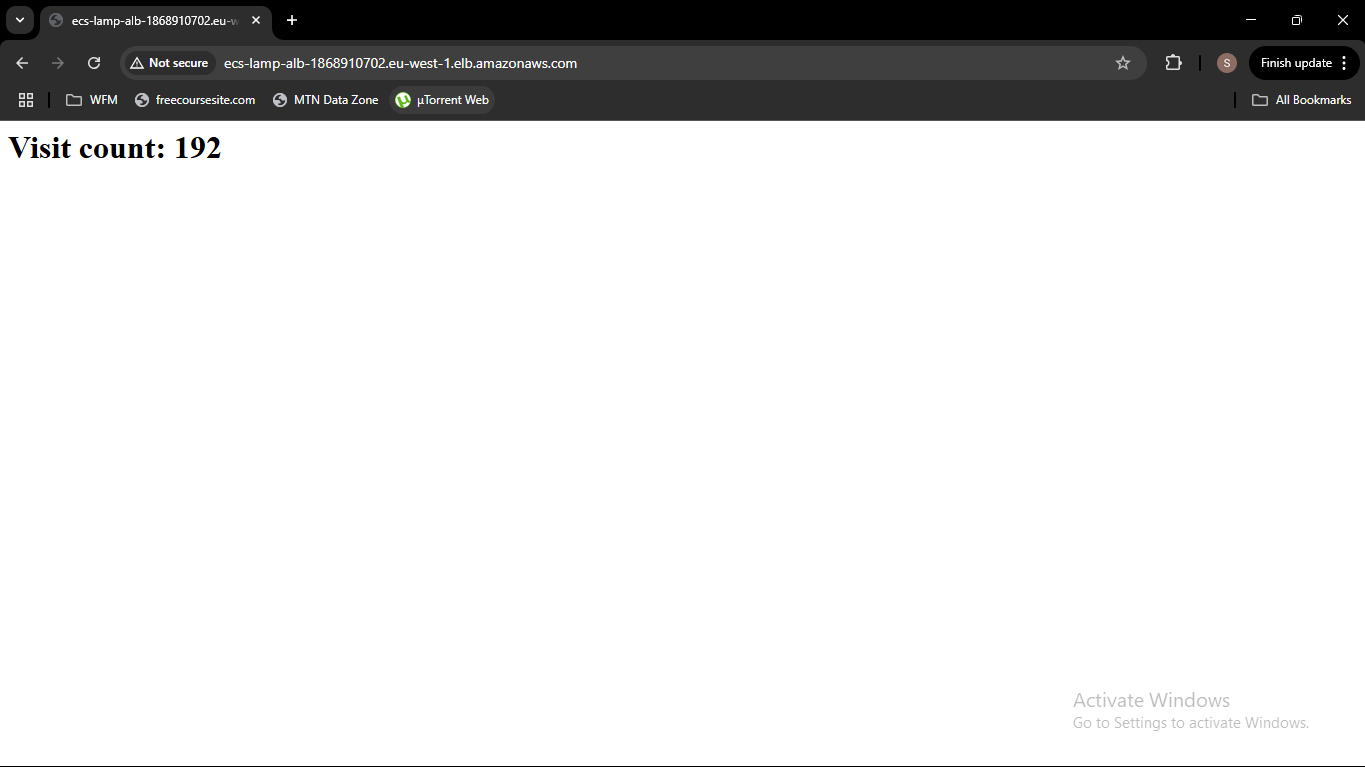 ecs-lamp-alb-1868910702.eu-w
Not secure
ecs-lamp-alb-1868910702.eu-west-1.elb.amazonaws.com
S
Finish update
WFM
freecoursesite.com
MTN Data Zone
µTorrent Web
All Bookmarks
Visit count: 192
Activate Windows
Go to Settings to activate Windows.